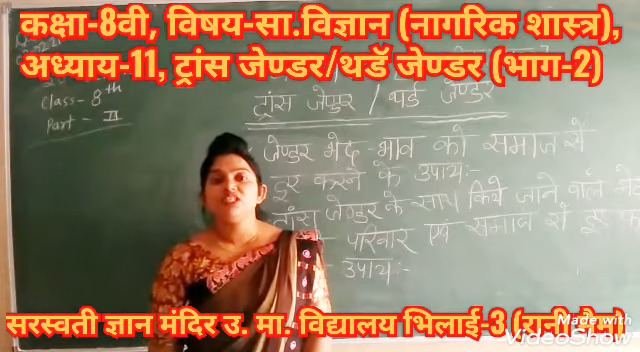 कक्षा-8वी, विषय-सा.विज्ञान (नागरिक शास्त्र),
अध्याय-11, ट्रांस जेण्डर/थर्ड जेण्डर (भाग-2)
Class- 8th
Part - II
ट्रांस जेण्डर / थर्ड जेण्डर
जेण्डर भेद-भाव को समाज से
दूर करने के उपाय:-
ट्रांस जेण्डर के साथ किये जाने वाले
परिवार एवं समाज से दूर
उपाय:-
सरस्वती ज्ञान मंदिर उ. मा. विद्यालय भिलाई-3
Made with
VideoShow